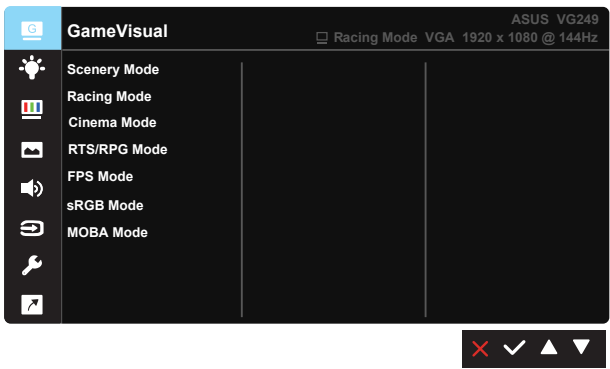 G
GameVisual
ASUS VG249
Racing Mode VGA 1920 x 1080 @ 144Hz
Scenery Mode
Racing Mode
Cinema Mode
RTS/RPG Mode
FPS Mode
sRGB Mode
MOBA Mode